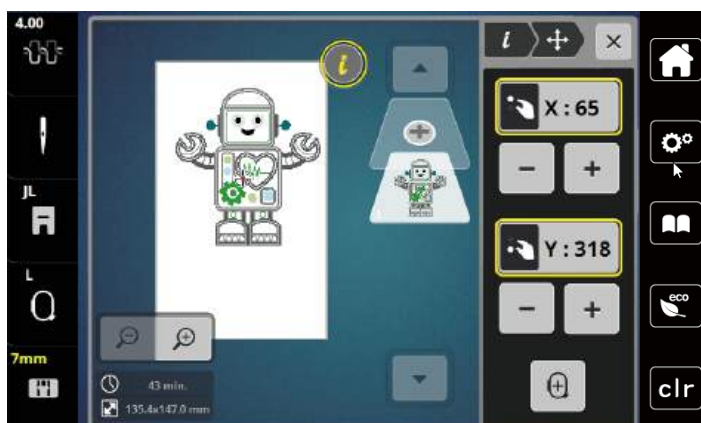 4.00
i
X : 65
- +
JL
Y : 318
L
- +
eco
7mm
43 min.
135.4x147.0 mm
clr